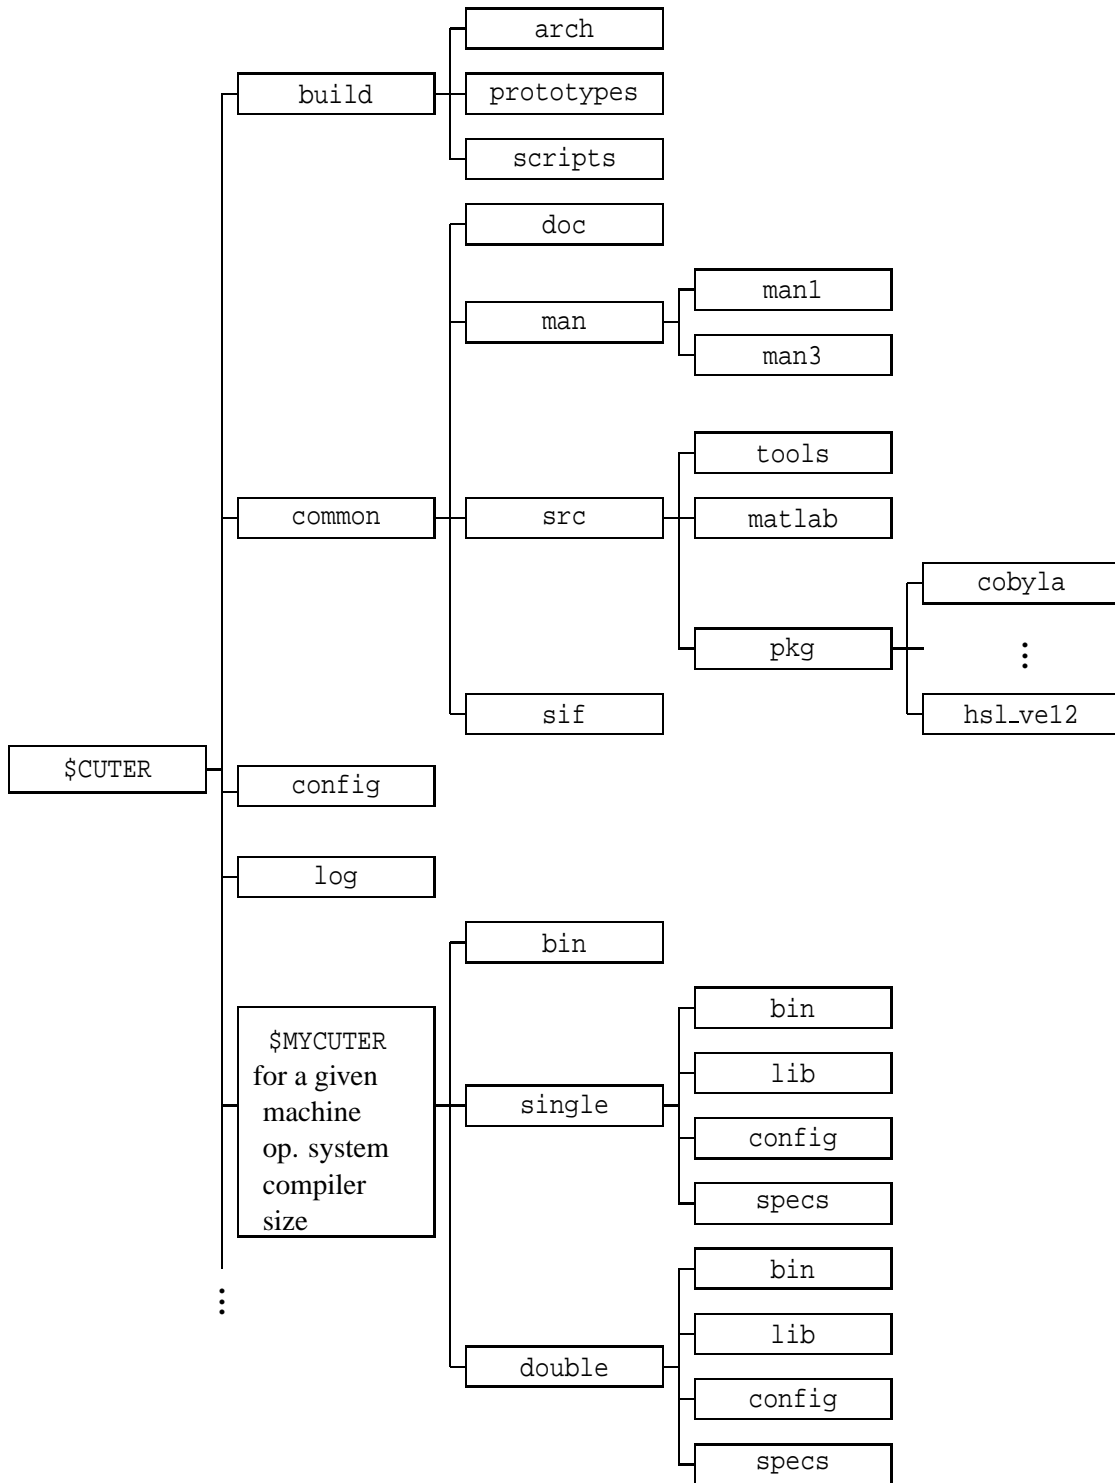 arch
build
prototypes
scripts
doc
man1
man
man3
tools
common
src
matlab
cobyla
pkg
⋮
sif
hsl_ve12
$CUTER
config
log
bin
bin
$MYCUTER
for a given
machine
op. system
compiler
size
lib
single
config
specs
bin
⋮
lib
double
config
specs